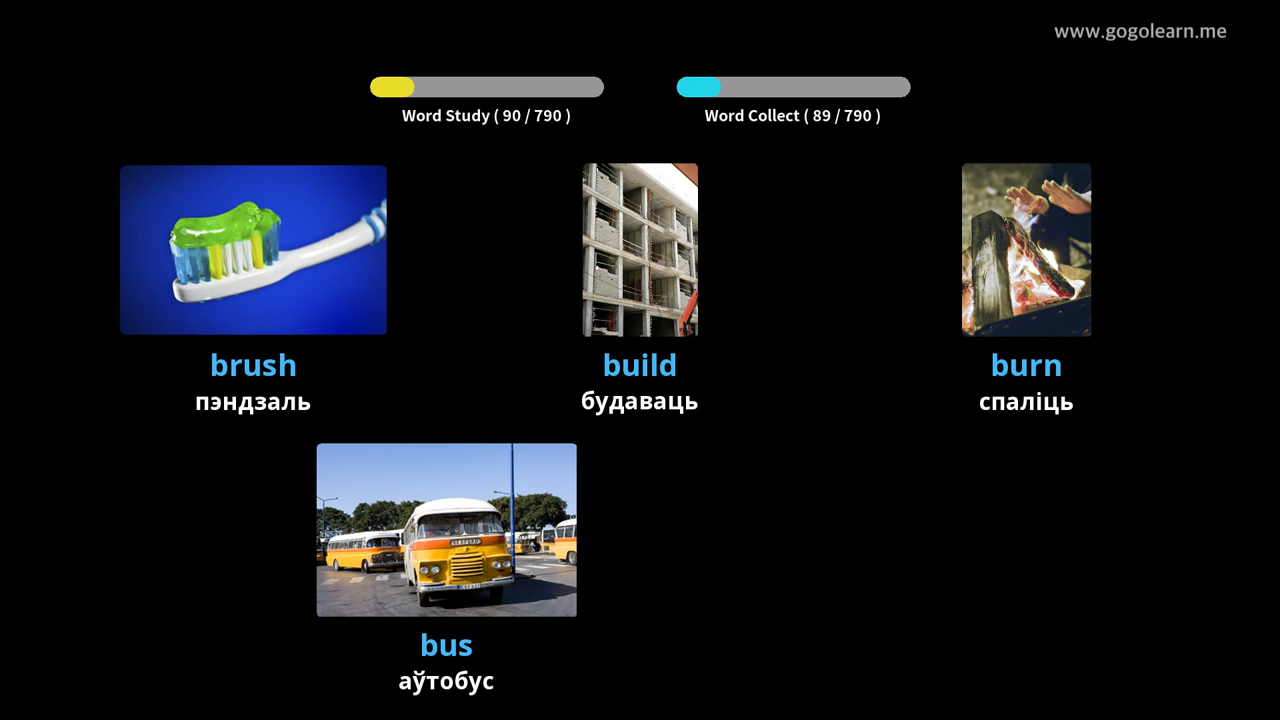 www.gogolearn.me
Word Study ( 90 / 790 )
Word Collect ( 89 / 790 )
brush
пэндзаль
build
будаваць
burn
спаліць
bus
аўтобус